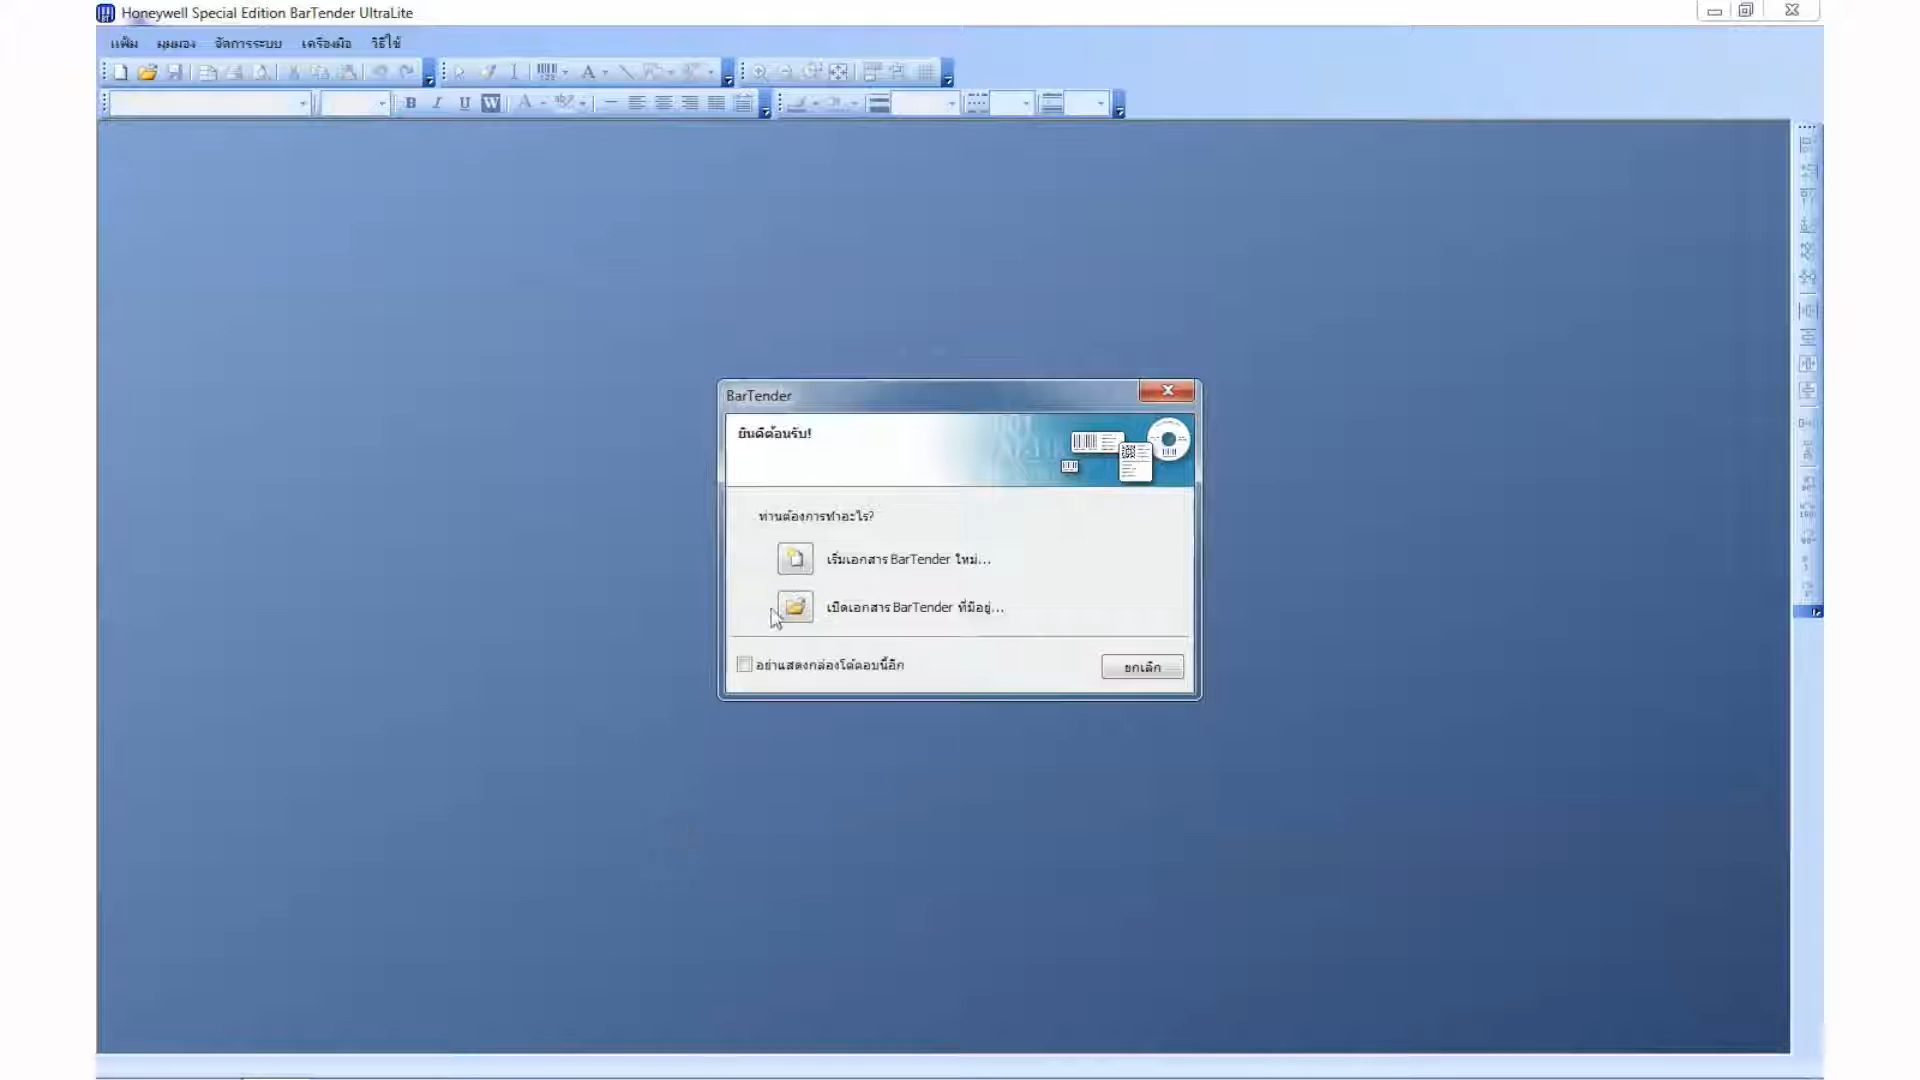 Honeywell Special Edition BarTender UltraLite
แฟ้ม มุมมอง จัดการระบบ เครื่องมือ วิธีใช้
B I U W A
BarTender
ยินดีต้อนรับ!
ท่านต้องการทำอะไร?
เริ่มเอกสาร BarTender ใหม่...
เปิดเอกสาร BarTender ที่มีอยู่...
อย่าแสดงกล่องโต้ตอบนี้อีก
ยกเลิก